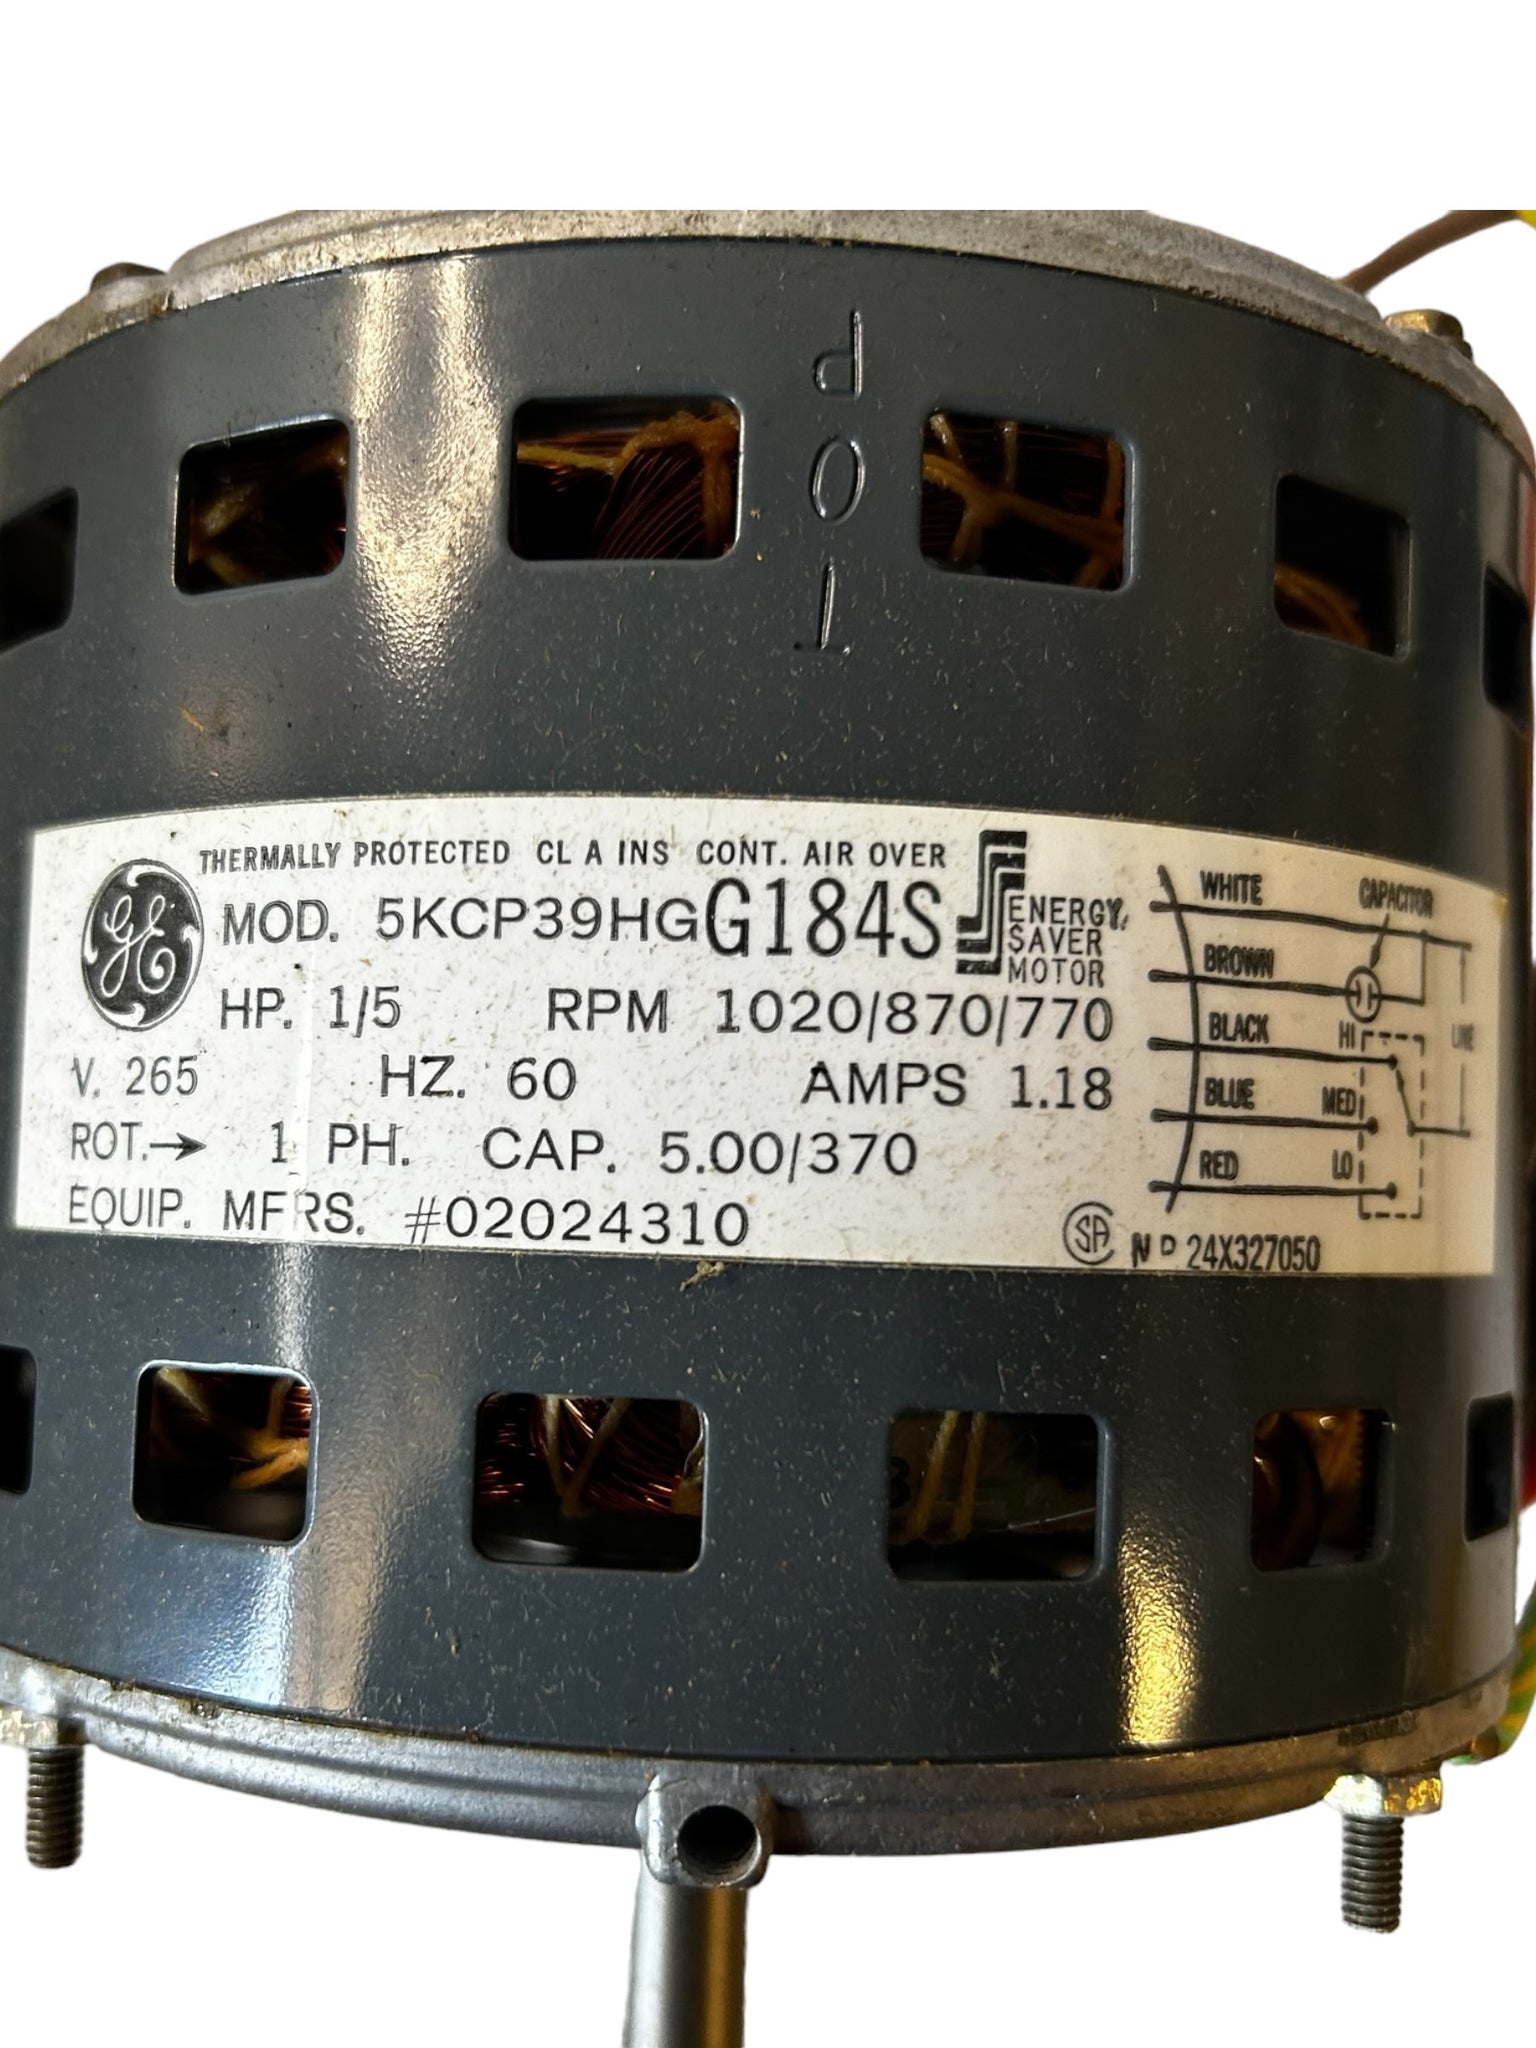 d 0 1
THERMALLY PROTECTED CL A INS CONT. AIR OVER
GE MOD. 5KCP39HGG184S
ENERGY
SAVER
MOTOR
HP. 1/5 RPM 1020/870/770
V. 265 HZ. 60 AMPS 1.18
ROT.→ 1 PH. CAP. 5.00/370
EQUIP. MFRS. #02024310
WHITE CAPACITOR
BROWN
BLACK HI LINE
BLUE MED
RED LO
SA NP 24X327050